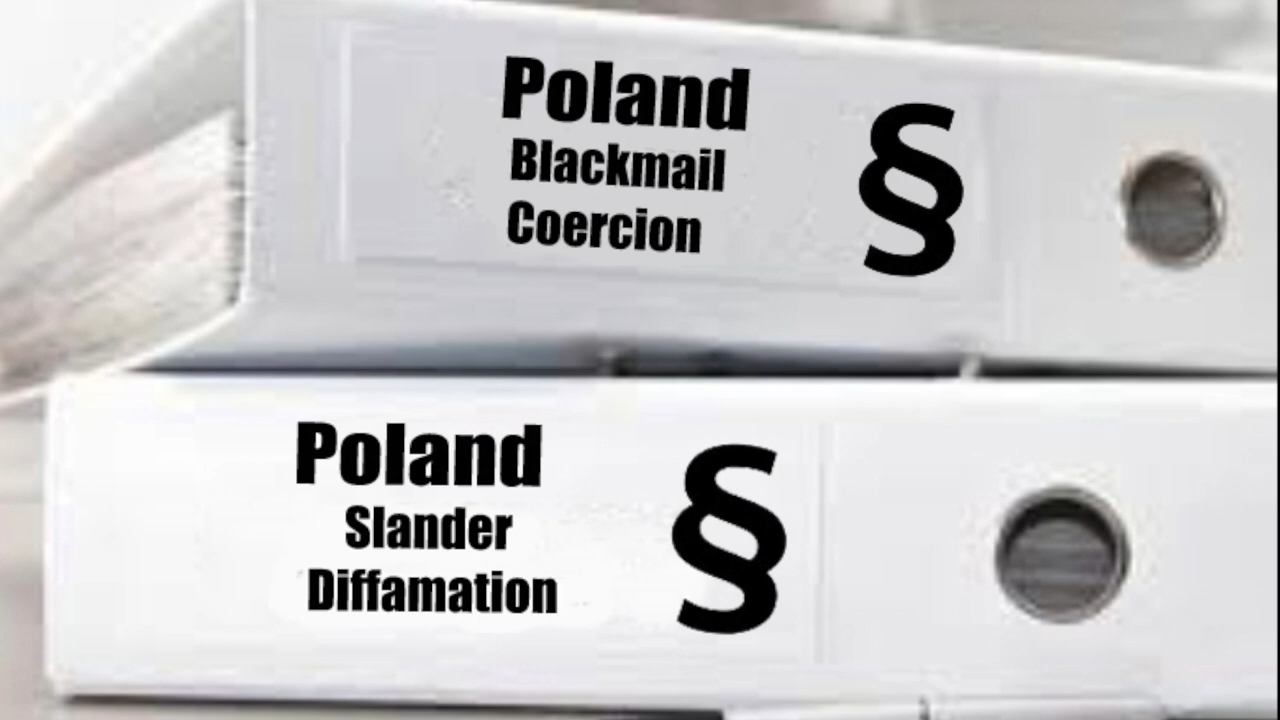 Poland
Blackmail
Coercion
§
Poland
Slander
Diffamation
§